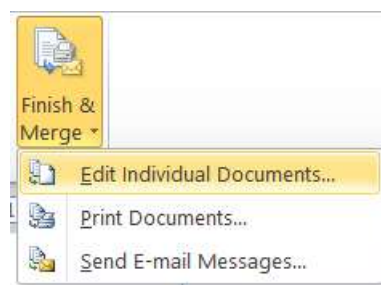 Finish &
Merge
Edit Individual Documents...
Print Documents...
Send E-mail Messages...